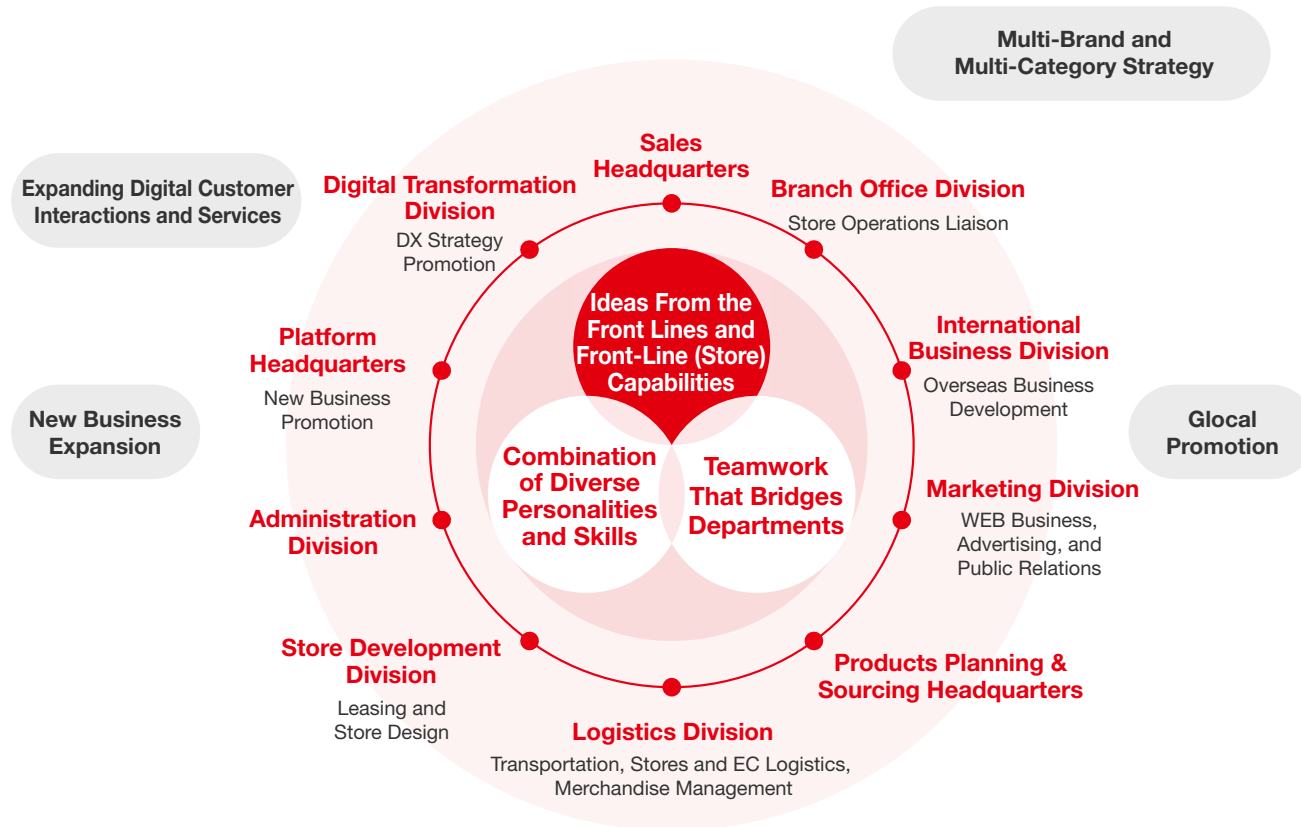 Multi-Brand and
Multi-Category Strategy
Expanding Digital Customer
Interactions and Services
New Business
Expansion
Glocal
Promotion
Sales
Headquarters
Branch Office Division
Store Operations Liaison
International
Business Division
Overseas Business
Development
Marketing Division
WEB Business,
Advertising, and
Public Relations
Products Planning &
Sourcing Headquarters
Logistics Division
Transportation, Stores and EC Logistics,
Merchandise Management
Store Development
Division
Leasing and
Store Design
Administration
Division
Platform
Headquarters
New Business
Promotion
Digital Transformation
Division
DX Strategy
Promotion
Ideas From the
Front Lines and
Front-Line (Store)
Capabilities
Combination
of Diverse
Personalities
and Skills
Teamwork
That Bridges
Departments